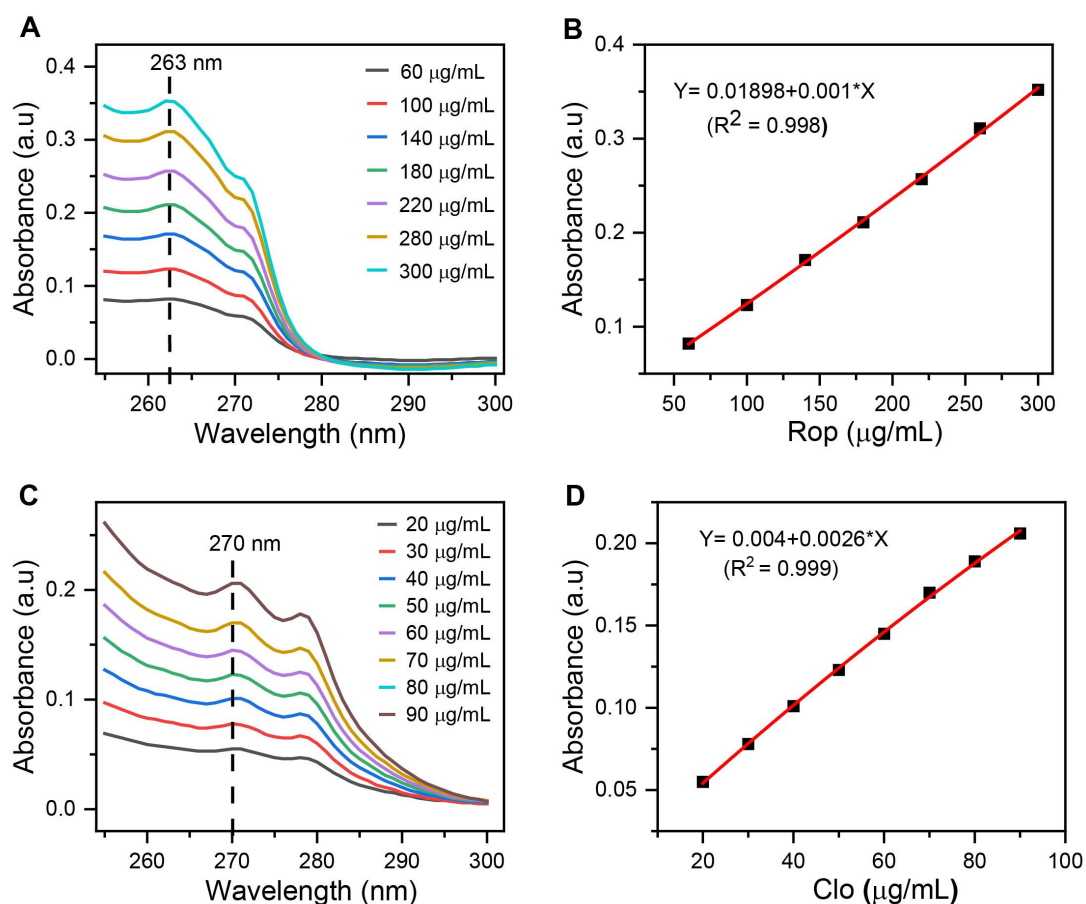 A
263 nm
60 μg/mL
100 μg/mL
140 μg/mL
180 μg/mL
220 μg/mL
280 μg/mL
300 μg/mL
0.4
0.3
0.2
0.1
0.0
Absorbance (a.u)
260 270 280 290 300
Wavelength (nm)
B
Y= 0.01898+0.001*X
(R² = 0.998)
0.4
0.3
0.2
0.1
Absorbance (a.u)
50 100 150 200 250 300
Rop (μg/mL)
C
270 nm
20 μg/mL
30 μg/mL
40 μg/mL
50 μg/mL
60 μg/mL
70 μg/mL
80 μg/mL
90 μg/mL
0.2
0.1
0.0
Absorbance (a.u)
260 270 280 290 300
Wavelength (nm)
D
Y= 0.004+0.0026*X
(R² = 0.999)
0.20
0.15
0.10
0.05
Absorbance (a.u)
20 40 60 80 100
Clo (μg/mL)